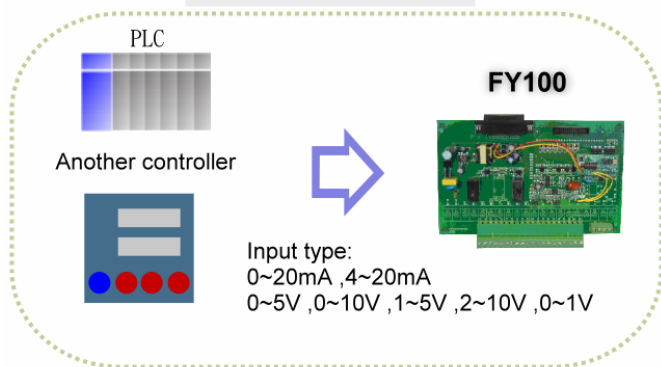 PLC
FY100
Another controller
Input type:
0~20mA ,4~20mA
0~5V ,0~10V ,1~5V ,2~10V ,0~1V